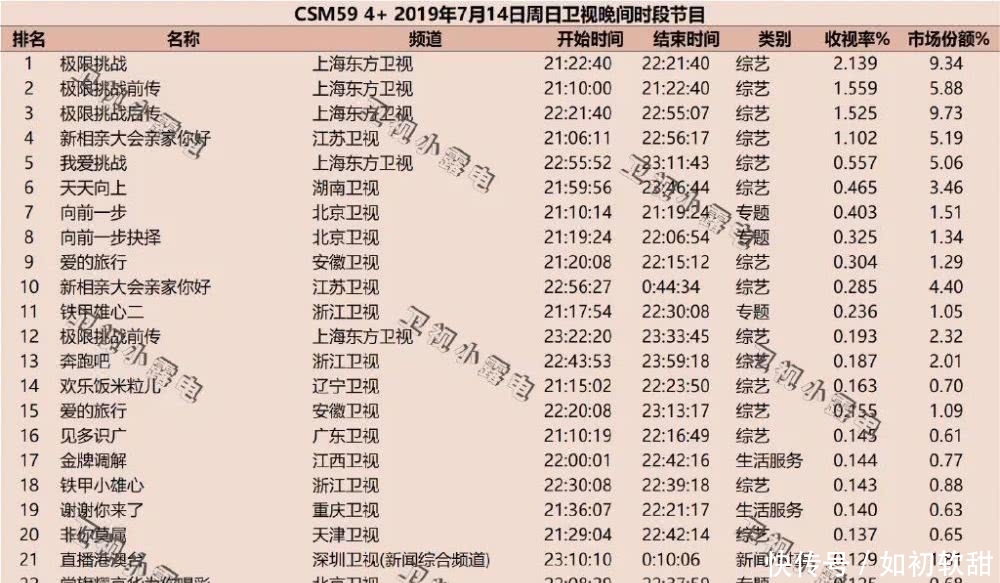 CSM59 4+ 2019年7月14日周日卫视晚间时段节目
排名 名称 频道 开始时间 结束时间 类别 收视率% 市场份额%
1 极限挑战 上海东方卫视 21:22:40 22:21:40 综艺 2.139 9.34
2 极限挑战前传 上海东方卫视 21:10:00 21:22:40 综艺 1.559 5.88
3 极限挑战后传 上海东方卫视 22:21:40 22:55:07 综艺 1.525 9.73
4 新相亲大会亲家你好 江苏卫视 21:06:11 22:56:17 综艺 1.102 5.19
5 我爱挑战 上海东方卫视 22:55:52 23:11:43 综艺 0.557 5.06
6 天天向上 湖南卫视 21:59:56 23:46:44 综艺 0.465 3.46
7 向前一步 北京卫视 21:10:14 21:19:24 专题 0.403 1.51
8 向前一步抉择 北京卫视 21:19:24 22:06:54 专题 0.325 1.34
9 爱的旅行 安徽卫视 21:20:08 22:15:12 综艺 0.304 1.29
10 新相亲大会亲家你好 江苏卫视 22:56:27 0:44:34 综艺 0.285 4.40
11 铁甲雄心二 浙江卫视 21:17:54 22:30:08 专题 0.236 1.05
12 极限挑战前传 上海东方卫视 23:22:20 23:33:45 综艺 0.193 2.32
13 奔跑吧 浙江卫视 22:43:53 23:59:18 综艺 0.187 2.01
14 欢乐饭米粒儿 辽宁卫视 21:15:02 22:23:50 综艺 0.163 0.70
15 爱的旅行 安徽卫视 22:20:08 23:13:17 综艺 0.155 1.09
16 见多识广 广东卫视 21:10:19 22:16:49 综艺 0.145 0.61
17 金牌调解 江西卫视 22:00:01 22:42:16 生活服务 0.144 0.77
18 铁甲小雄心 浙江卫视 22:30:08 22:39:18 综艺 0.143 0.88
19 谢谢你来了 重庆卫视 21:36:07 22:21:17 生活服务 0.140 0.63
20 非你莫属 天津卫视 21:29:04 22:42:14 综艺 0.137 0.65
21 直播港澳台 深圳卫视(新闻综合频道) 23:10:10 0:10:06 新闻/时事 0.129
卫视小露电
快传号 / 如初软甜